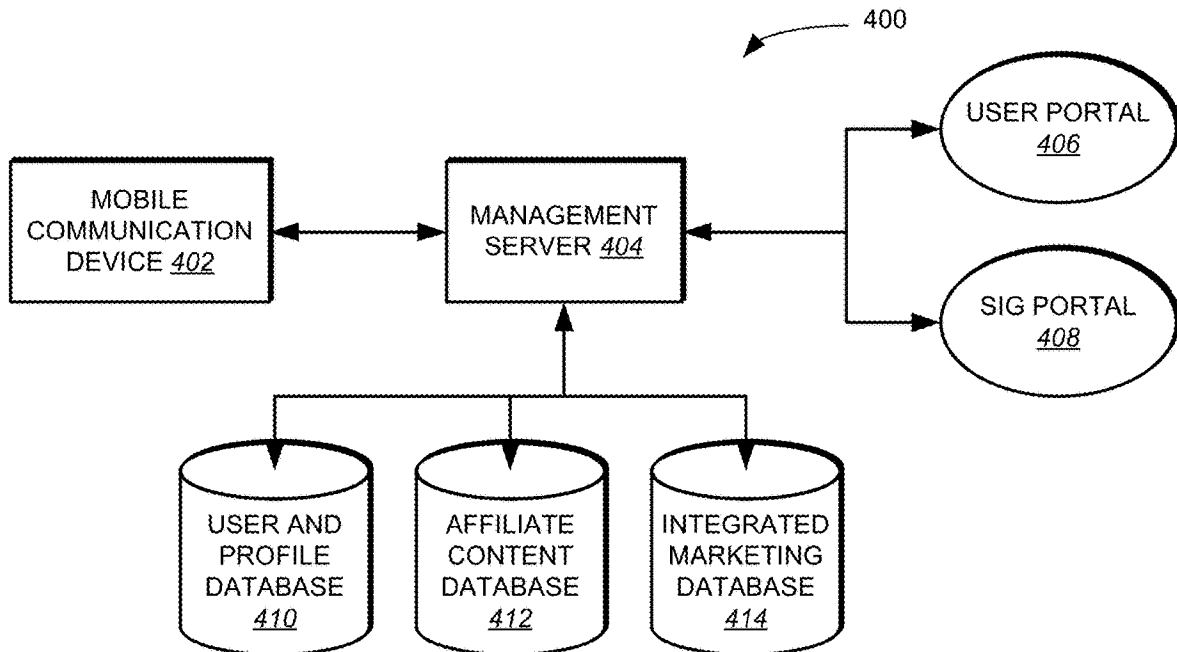 400
USER PORTAL
406
MOBILE
COMMUNICATION
DEVICE 402
MANAGEMENT
SERVER 404
SIG PORTAL
408
USER AND
PROFILE
DATABASE
410
AFFILIATE
CONTENT
DATABASE
412
INTEGRATED
MARKETING
DATABASE
414